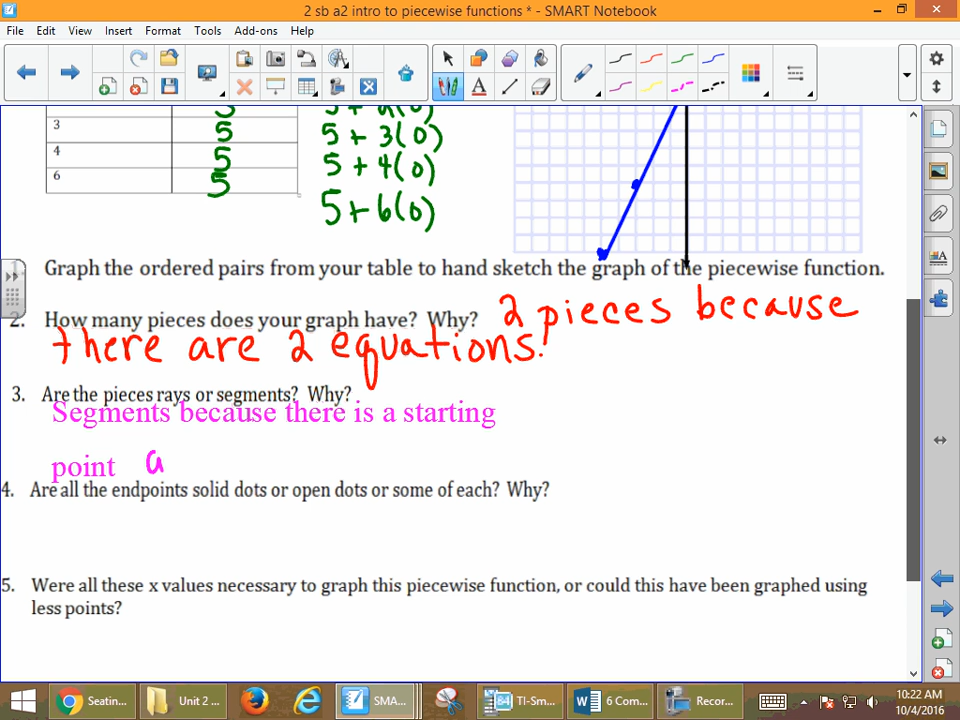 2 sb a2 intro to piecewise functions * - SMART Notebook
File Edit View Insert Format Tools Add-ons Help
3 5 5 + 3(0)
4 5 5 + 4(0)
6 5 5 + 6(0)
Graph the ordered pairs from your table to hand sketch the graph of the piecewise function.
2. How many pieces does your graph have? Why? 2 pieces because
there are 2 equations.
3. Are the pieces rays or segments? Why?
Segments because there is a starting
point a
4. Are all the endpoints solid dots or open dots or some of each? Why?
5. Were all these x values necessary to graph this piecewise function, or could this have been graphed using
less points?
Seatin... Unit 2 ... SMA... TI-Sm... 6 Com... Recor... 10:22 AM
10/4/2016